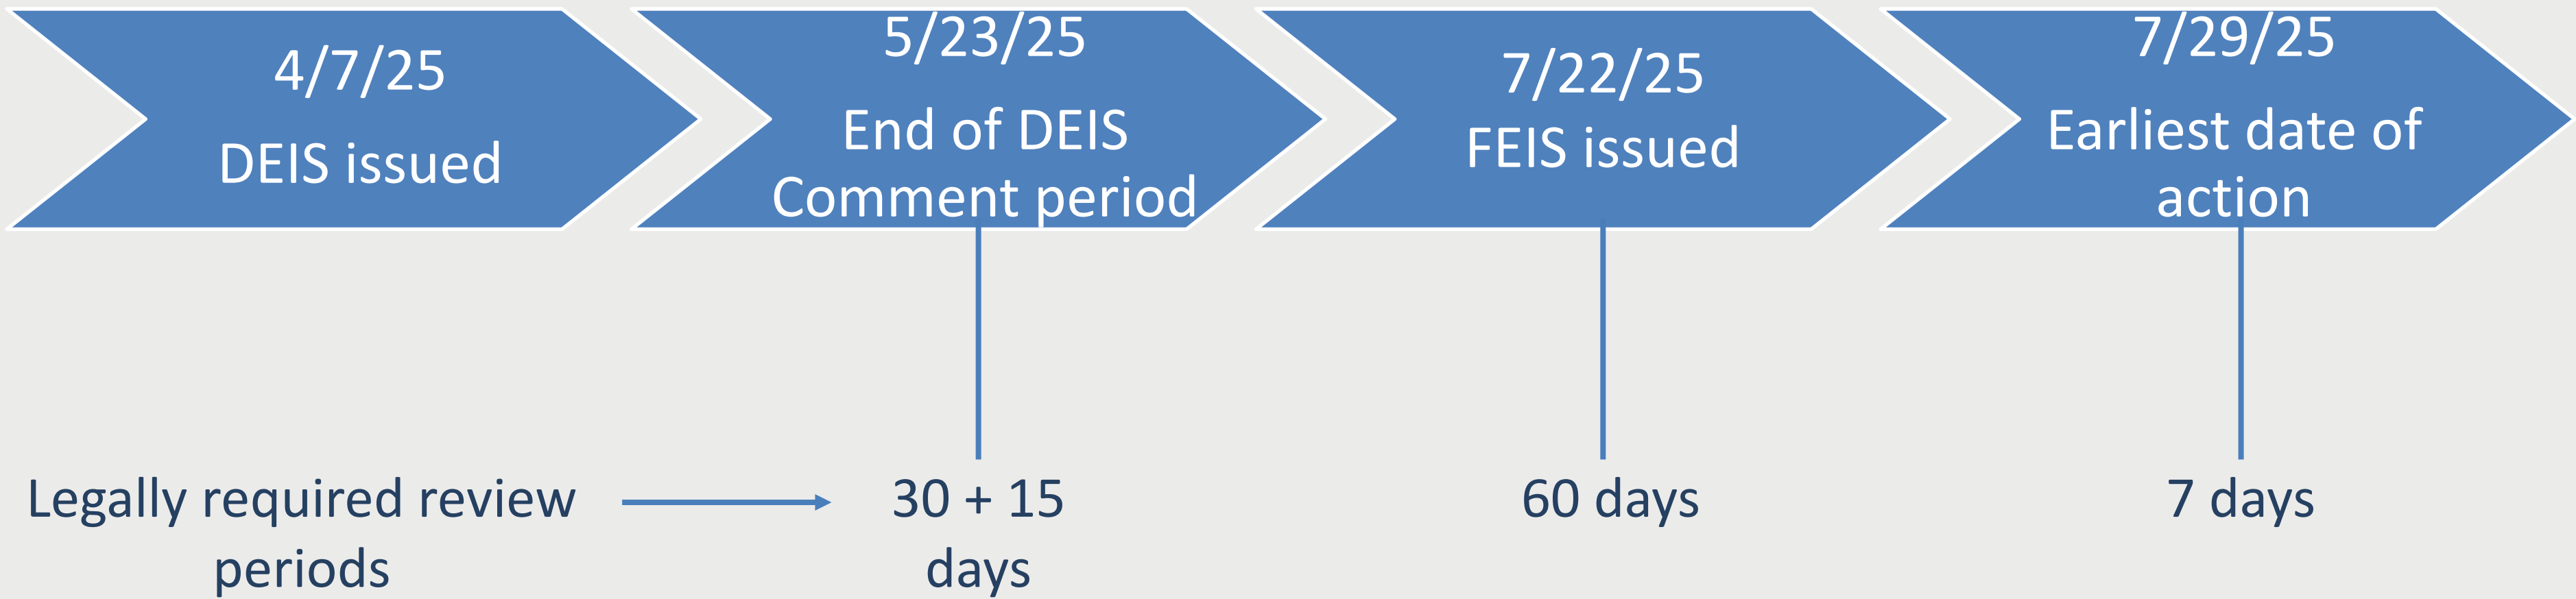 4/7/25
DEIS issued
5/23/25
End of DEIS
Comment period
7/22/25
FEIS issued
7/29/25
Earliest date of
action
Legally required review
periods
30 + 15
days
60 days
7 days